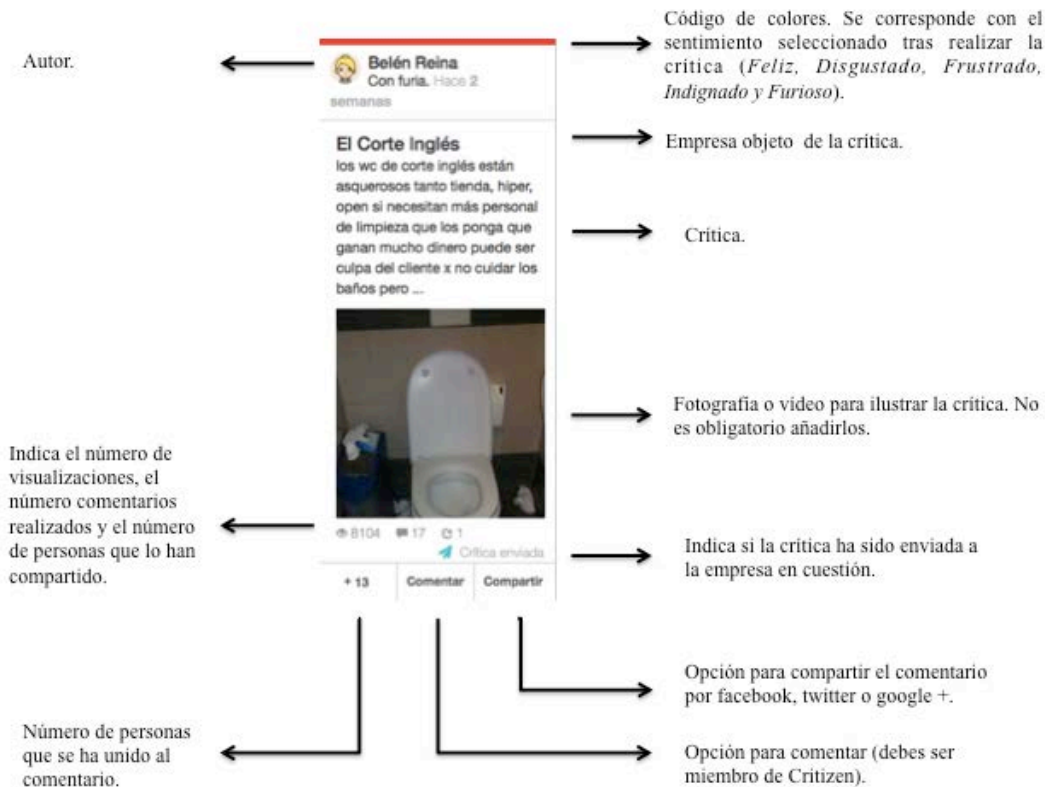 Código de colores. Se corresponde con el
sentimiento seleccionado tras realizar la
crítica (Feliz, Disgustado, Frustrado,
Indignado y Furioso).
Autor.
Belén Reina
Con furia. Hace 2
semanas
Empresa objeto de la crítica.
El Corte Inglés
los wc de corte inglés están
asquerosos tanto tienda, hiper,
open si necesitan más personal
de limpieza que los ponga que
ganan mucho dinero puede ser
culpa del cliente x no cuidar los
baños pero ...
Crítica.
Fotografía o video para ilustrar la crítica. No
es obligatorio añadirlos.
Indica el número de
visualizaciones, el
número comentarios
realizados y el número
de personas que lo han
compartido.
8104 17 1
Crítica enviada
Indica si la crítica ha sido enviada a
la empresa en cuestión.
+ 13 Comentar Compartir
Opción para compartir el comentario
por facebook, twitter o google +.
Número de personas
que se ha unido al
comentario.
Opción para comentar (debes ser
miembro de Critizen).